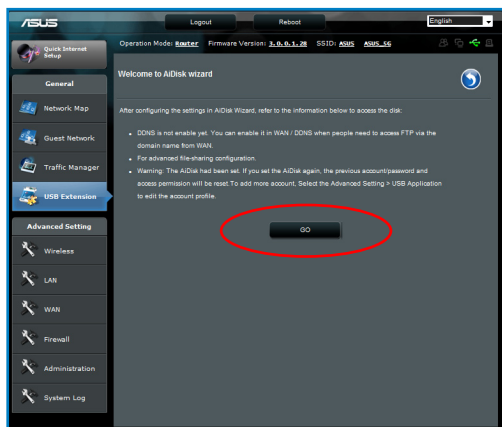 ASUS
Logout
Reboot
English
Quick Internet
Setup
Operation Mode: Router Firmware Version: 3.0.0.1.28 SSID: ASUS ASUS_5G
General
Network Map
Guest Network
Traffic Manager
USB Extension
Advanced Setting
Wireless
LAN
WAN
Firewall
Administration
System Log
Welcome to AiDisk wizard
After configuring the settings in AiDisk Wizard, refer to the information below to access the disk:
DDNS is not enable yet. You can enable it in WAN / DDNS when people need to access FTP via the
domain name from WAN.
For advanced file-sharing configuration.
Warning: The AiDisk had been set. If you set the AiDisk again, the previous account/password and
access permission will be reset.To add more account, Select the Advanced Setting > USB Application
to edit the account profile.
GO